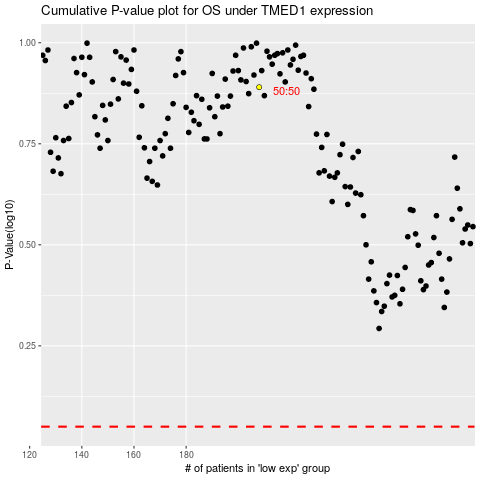 Cumulative P-value plot for OS under TMED1 expression
P-Value(log10)
1.00
0.75
0.50
0.25
50:50
120 140 160 180
# of patients in 'low exp' group